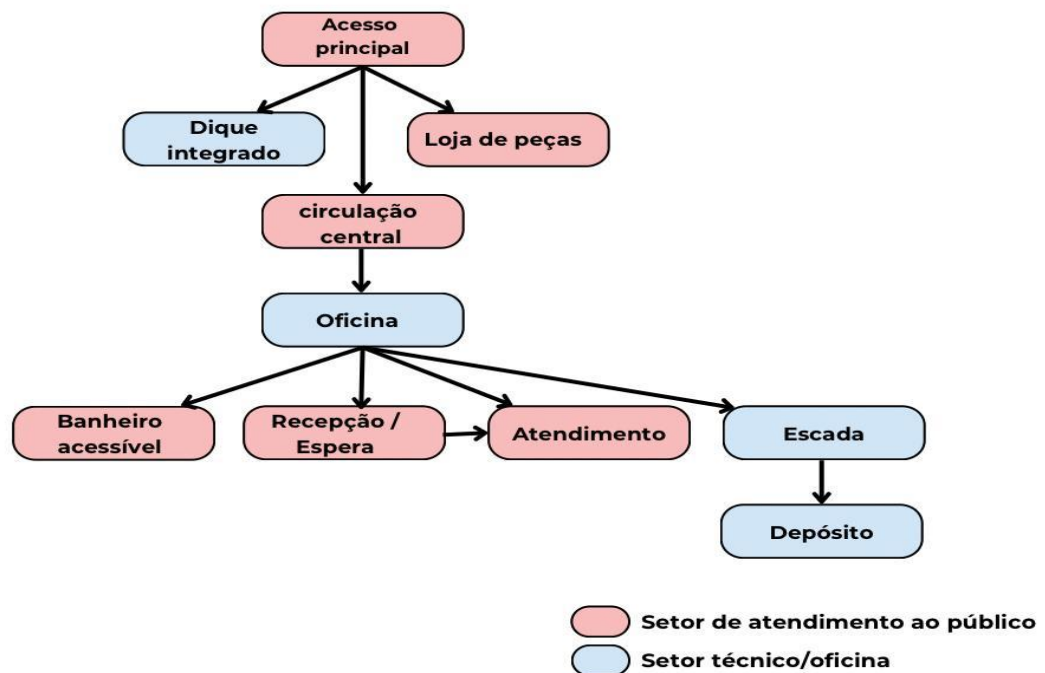 Acesso
principal
Dique
integrado
Loja de peças
circulação
central
Oficina
Banheiro
acessível
Recepção /
Espera
Atendimento
Escada
Depósito
Setor de atendimento ao público
Setor técnico/oficina